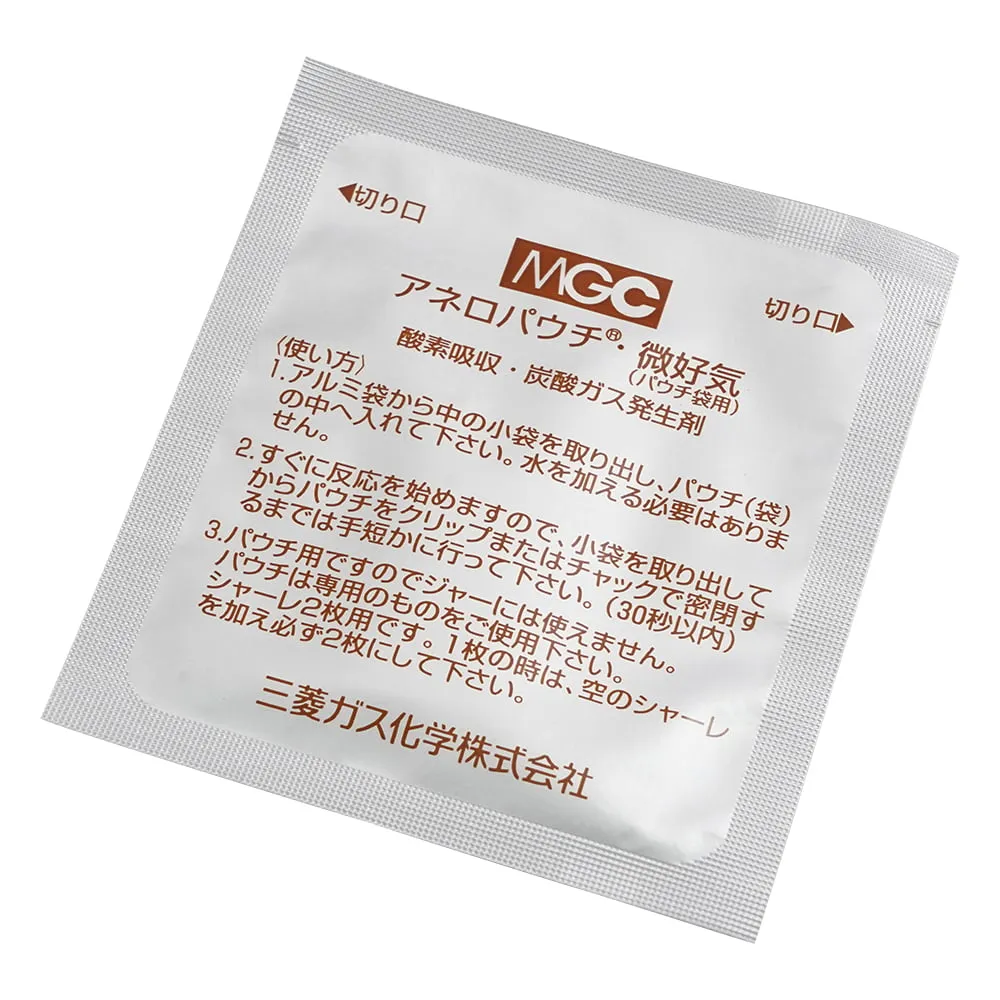 ◀切り口
MGC
切り口▶
アネロパウチ®・微好気
(パウチ袋用)
酸素吸収・炭酸ガス発生剤
〈使い方〉
1.アルミ袋から中の小袋を取り出し、パウチ(袋)
の中へ入れて下さい。水を加える必要はありま
せん。
2.すぐに反応を始めますので、小袋を取り出して
からパウチをクリップまたはチャックで密閉す
るまでは手短かに行って下さい。(30秒以内)
3.パウチ用ですのでジャーには使えません。
パウチは専用のものをご使用下さい。
シャーレ2枚用です。1枚の時は、空のシャーレ
を加え必ず2枚にして下さい。
三菱ガス化学株式会社